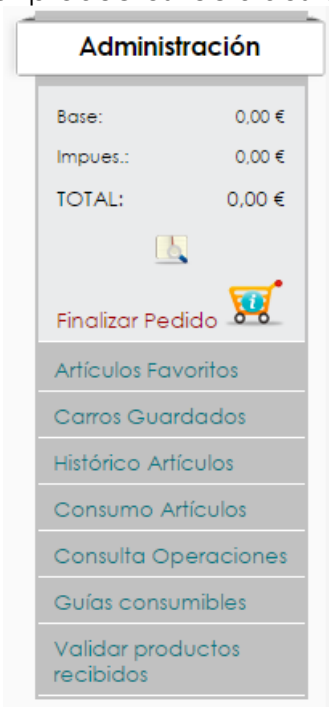 Administración
Base: 0,00 €
Impues.: 0,00 €
TOTAL: 0,00 €
Finalizar Pedido
Artículos Favoritos
Carros Guardados
Histórico Artículos
Consumo Artículos
Consulta Operaciones
Guías consumibles
Validar productos
recibidos